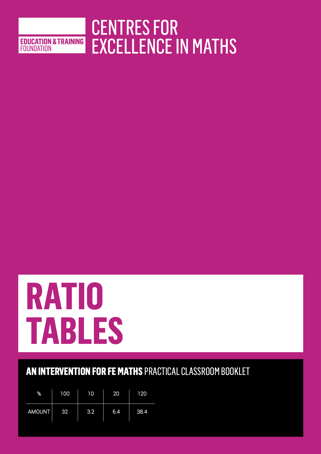 EDUCATION & TRAINING
FOUNDATION
CENTRES FOR
EXCELLENCE IN MATHS
RATIO
TABLES
AN INTERVENTION FOR FE MATHS PRACTICAL CLASSROOM BOOKLET
% 100 10 20 120
AMOUNT 32 3.2 6.4 38.4